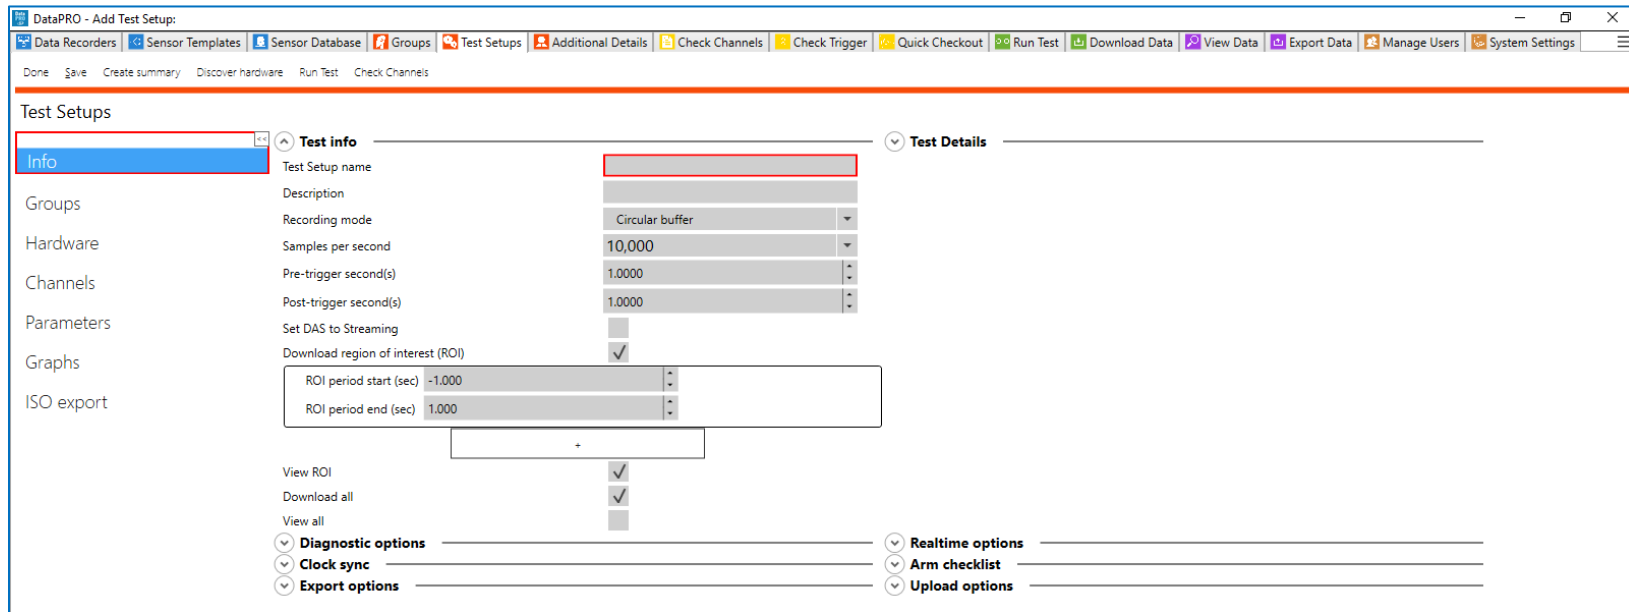 DataPRO - Add Test Setup:
Data Recorders Sensor Templates Sensor Database Groups Test Setups Additional Details Check Channels Check Trigger Quick Checkout Run Test Download Data View Data Export Data Manage Users System Settings
Done Save Create summary Discover hardware Run Test Check Channels
Test Setups
<<
Info
Groups
Hardware
Channels
Parameters
Graphs
ISO export
Test info
Test Setup name
Description
Recording mode Circular buffer
Samples per second 10,000
Pre-trigger second(s) 1.0000
Post-trigger second(s) 1.0000
Set DAS to Streaming
Download region of interest (ROI)
ROI period start (sec) -1.000
ROI period end (sec) 1.000
+
View ROI
Download all
View all
Diagnostic options
Clock sync
Export options
Test Details
Realtime options
Arm checklist
Upload options